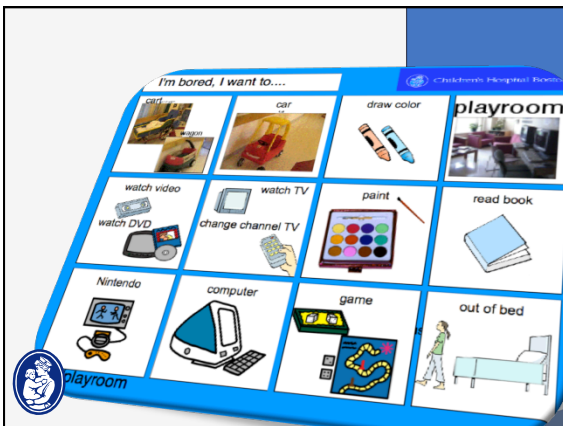 I'm bored, I want to....
Children's Hospital Bosto
cart
wagon
car
draw color
playroom
watch video
watch DVD
watch TV
change channel TV
paint
read book
Nintendo
computer
game
out of bed
playroom